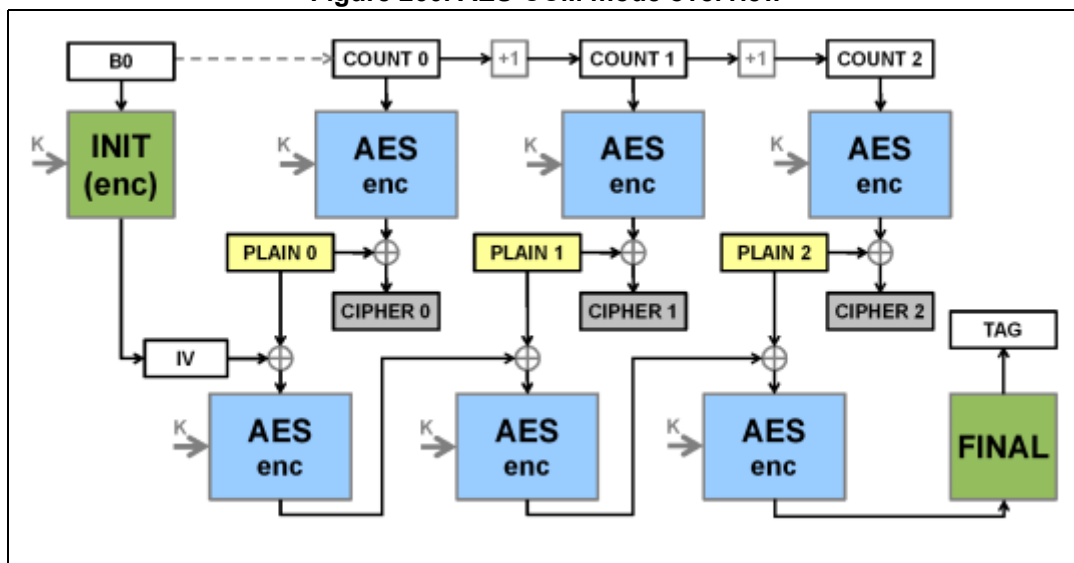 B0
COUNT 0
+1
COUNT 1
+1
COUNT 2
K
INIT
(enc)
K
AES
enc
K
AES
enc
K
AES
enc
PLAIN 0
PLAIN 1
PLAIN 2
CIPHER 0
CIPHER 1
CIPHER 2
TAG
IV
K
AES
enc
K
AES
enc
K
AES
enc
FINAL